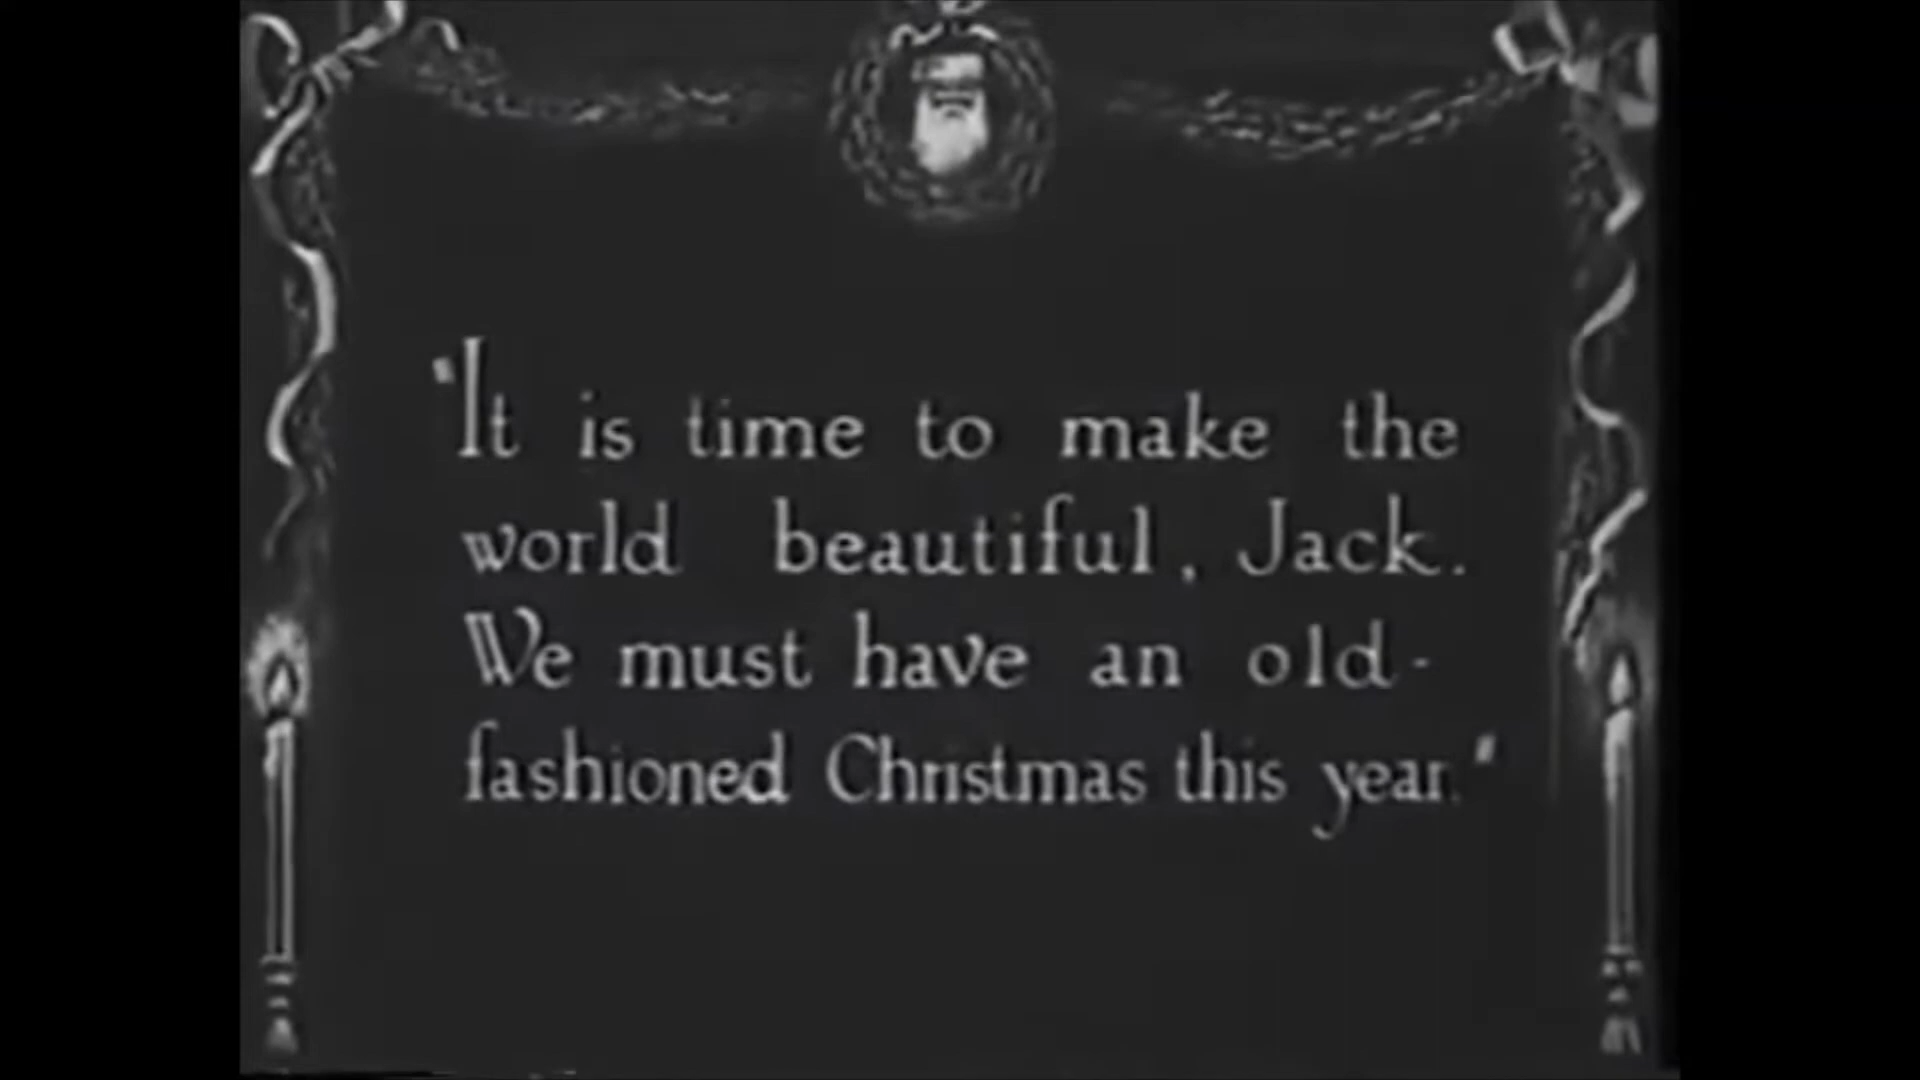 "It is time to make the
world beautiful, Jack.
We must have an old-
fashioned Christmas this year."